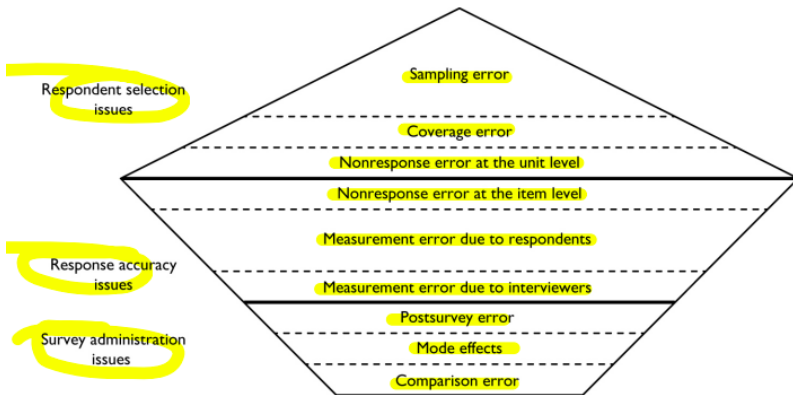 Sampling error
Respondent selection
issues
Coverage error
Nonresponse error at the unit level
Nonresponse error at the item level
Measurement error due to respondents
Response accuracy
issues
Measurement error due to interviewers
Postsurvey error
Survey administration
issues
Mode effects
Comparison error